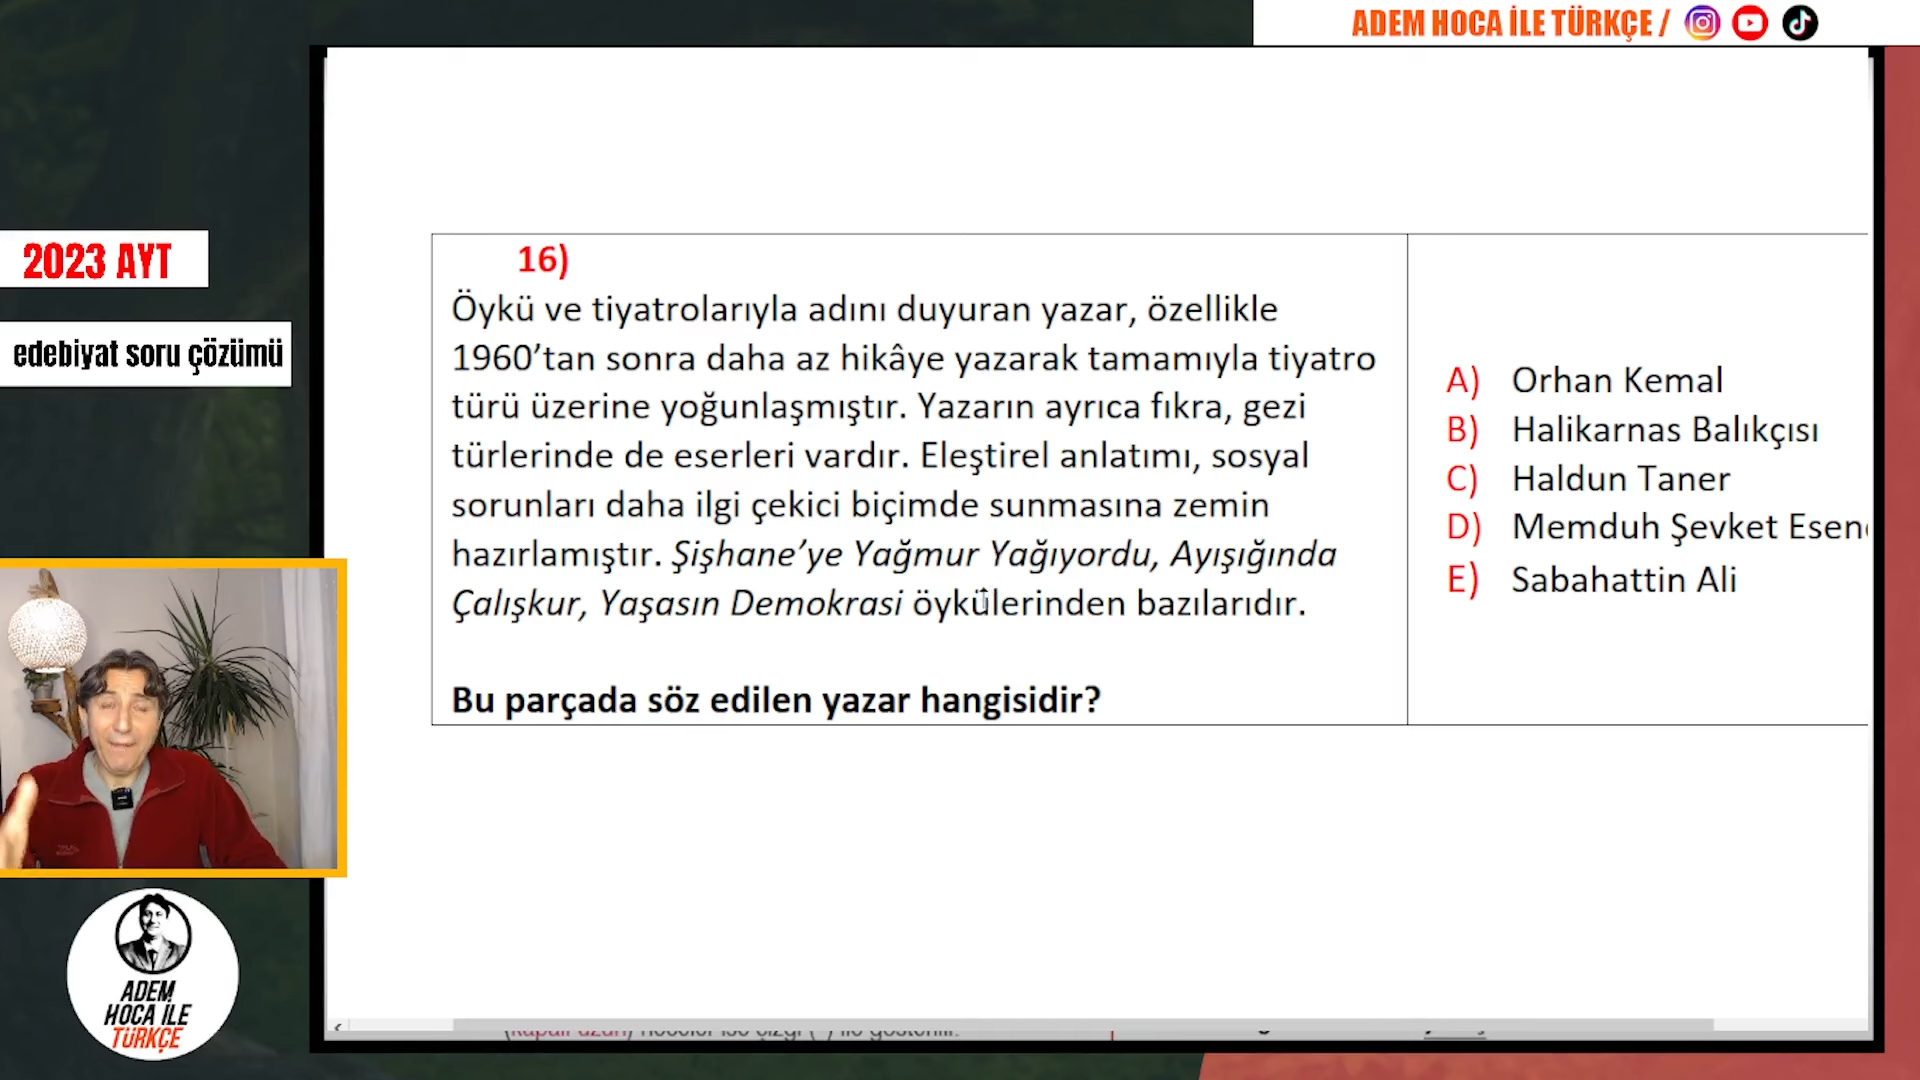 ADEM HOCA İLE TÜRKÇE /
2023 AYT
edebiyat soru çözümü
16)
Öykü ve tiyatrolarıyla adını duyuran yazar, özellikle
1960’tan sonra daha az hikâye yazarak tamamıyla tiyatro
türü üzerine yoğunlaşmıştır. Yazarın ayrıca fıkra, gezi
türlerinde de eserleri vardır. Eleştirel anlatımı, sosyal
sorunları daha ilgi çekici biçimde sunmasına zemin
hazırlamıştır. Şişhane’ye Yağmur Yağıyordu, Ayışığında
Çalışkur, Yaşasın Demokrasi öykülerinden bazılarıdır.
Bu parçada söz edilen yazar hangisidir?
A) Orhan Kemal
B) Halikarnas Balıkçısı
C) Haldun Taner
D) Memduh Şevket
E) Sabahattin Ali
ADEM
HOCA İLE
TÜRKÇE